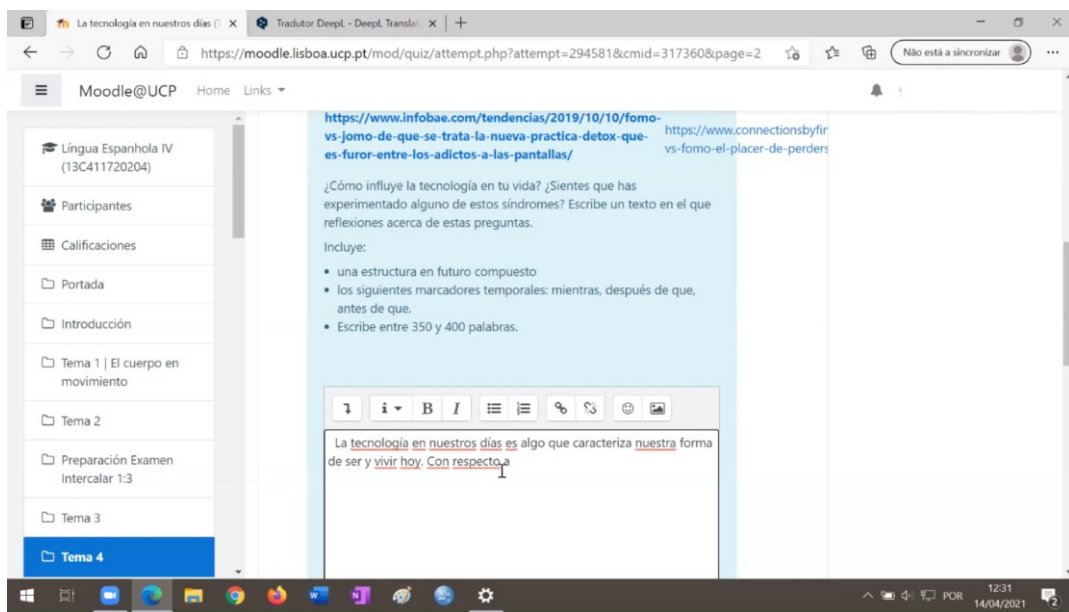 La tecnología en nuestros días (T
Tradutor DeepL - DeepL Translat
https://moodle.lisboa.ucp.pt/mod/quiz/attempt.php?attempt=294581&cmid=317360&page=2
Não está a sincronizar
Moodle@UCP Home Links
Língua Espanhola IV
(13C411720204)
Participantes
Calificaciones
Portada
Introducción
Tema 1 | El cuerpo en
movimiento
Tema 2
Preparación Examen
Intercalar 1:3
Tema 3
Tema 4
https://www.infobae.com/tendencias/2019/10/10/fomo-
vs-jomo-de-que-se-trata-la-nueva-practica-detox-que-
es-furor-entre-los-adictos-a-las-pantallas/
https://www.connectionsbyfin
vs-fomo-el-placer-de-perders
¿Cómo influye la tecnología en tu vida? ¿Sientes que has
experimentado alguno de estos síndromes? Escribe un texto en el que
reflexiones acerca de estas preguntas.
Incluye:
• una estructura en futuro compuesto
• los siguientes marcadores temporales: mientras, después de que,
antes de que.
• Escribe entre 350 y 400 palabras.
i B I
La tecnología en nuestros días es algo que caracteriza nuestra forma
de ser y vivir hoy. Con respecto a
POR
12:31
14/04/2021
2